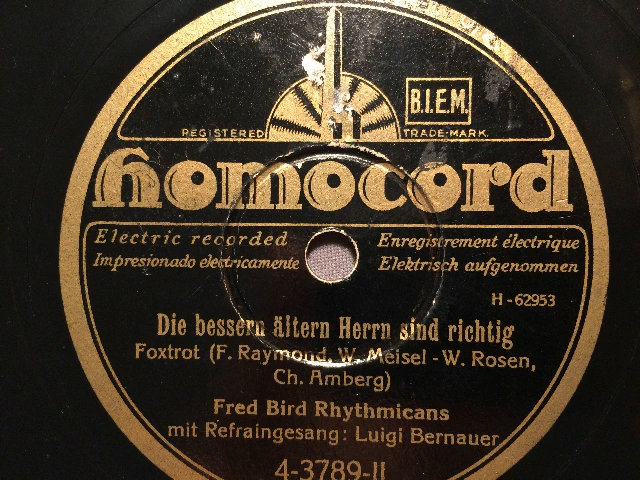 B.I.E.M.
REGISTERED TRADE-MARK.
homocord
Electric recorded Enregistrement électrique
Impresionado electricamente Elektrisch aufgenommen
H-62953
Die bessern ältern Herrn sind richtig
Foxtrot (F. Raymond, W. Meisel - W. Rosen,
Ch. Amberg)
Fred Bird Rhythmicans
mit Refraingesang: Luigi Bernauer
4-3789-II